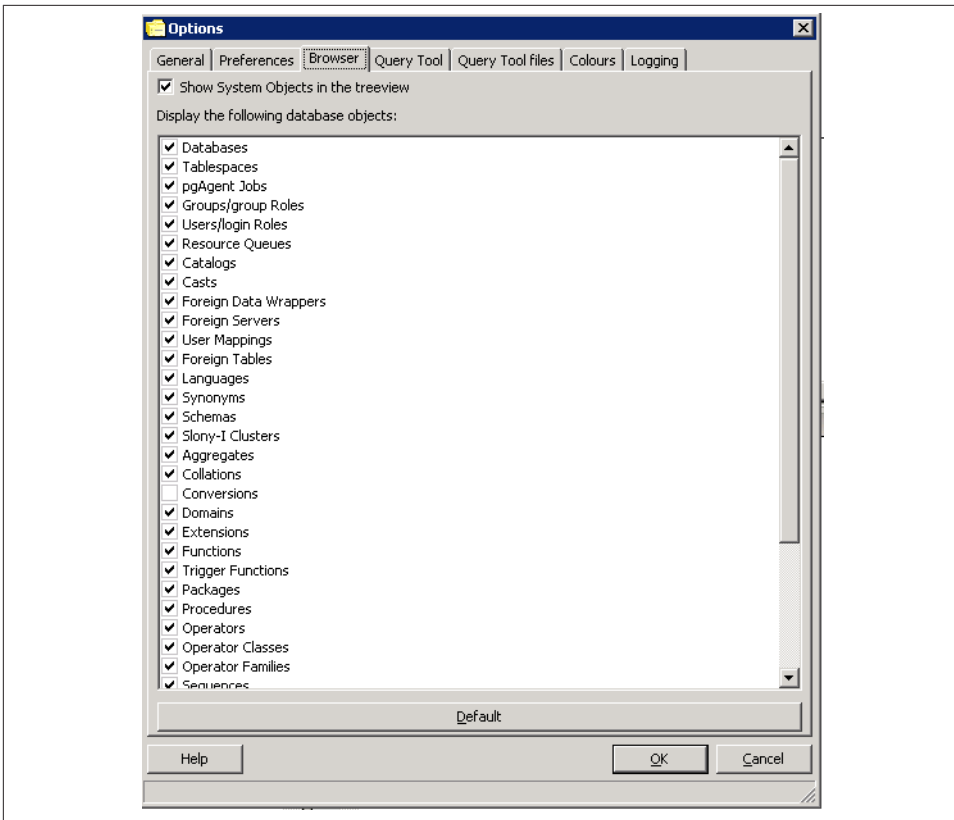 Options
General Preferences Browser Query Tool Query Tool files Colours Logging
Show System Objects in the treeview
Display the following database objects:
Databases
Tablespaces
pgAgent Jobs
Groups/group Roles
Users/login Roles
Resource Queues
Catalogs
Casts
Foreign Data Wrappers
Foreign Servers
User Mappings
Foreign Tables
Languages
Synonyms
Schemas
Slony-I Clusters
Aggregates
Collations
Conversions
Domains
Extensions
Functions
Trigger Functions
Packages
Procedures
Operators
Operator Classes
Operator Families
Sequences
Default
Help OK Cancel